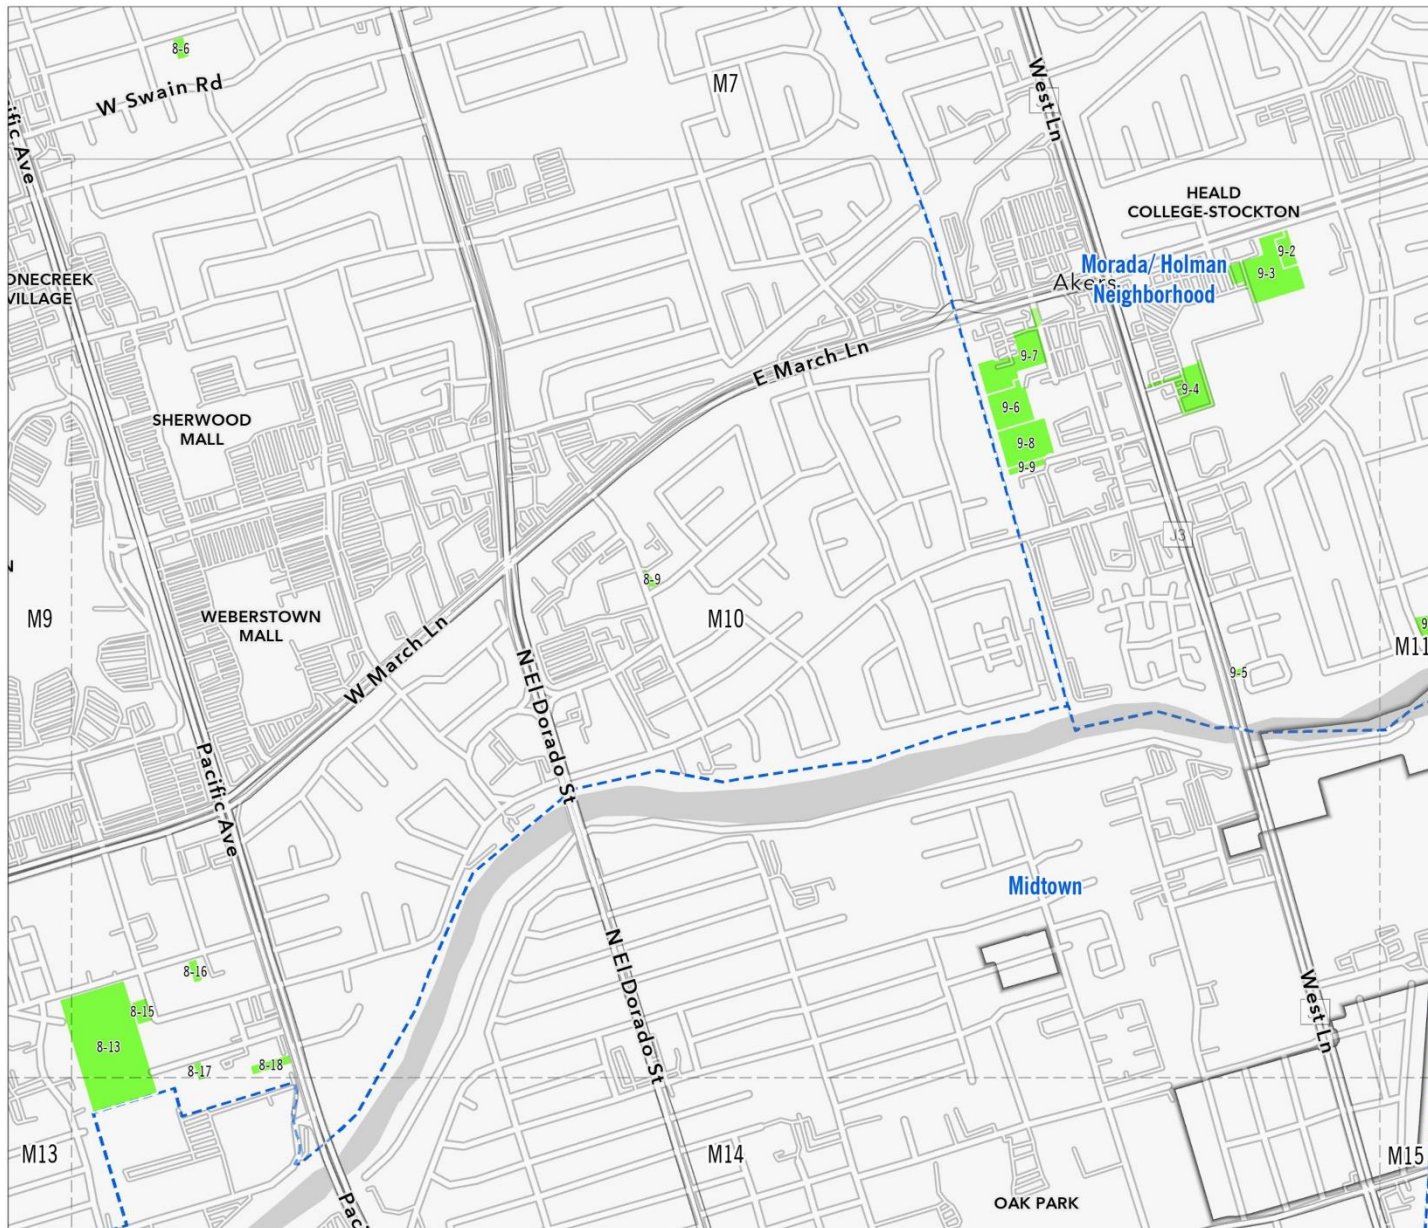 8-6
W Swain Rd
M7
West Ln
ific Ave
HEALD
COLLEGE-STOCKTON
9-2
9-3
Morada/ Holman
Neighborhood
Akers
ONECREEK
VILLAGE
9-7
E March Ln
9-4
9-6
SHERWOOD
MALL
9-8
9-9
J3
8-9
M9
WEBERSTOWN
MALL
M10
9
M11
W March Ln
9-5
N El Dorado St
Pacific Ave
Midtown
8-16
N El Dorado St
West Ln
8-15
8-13
8-17
8-18
M13
M14
M15
Paci
OAK PARK